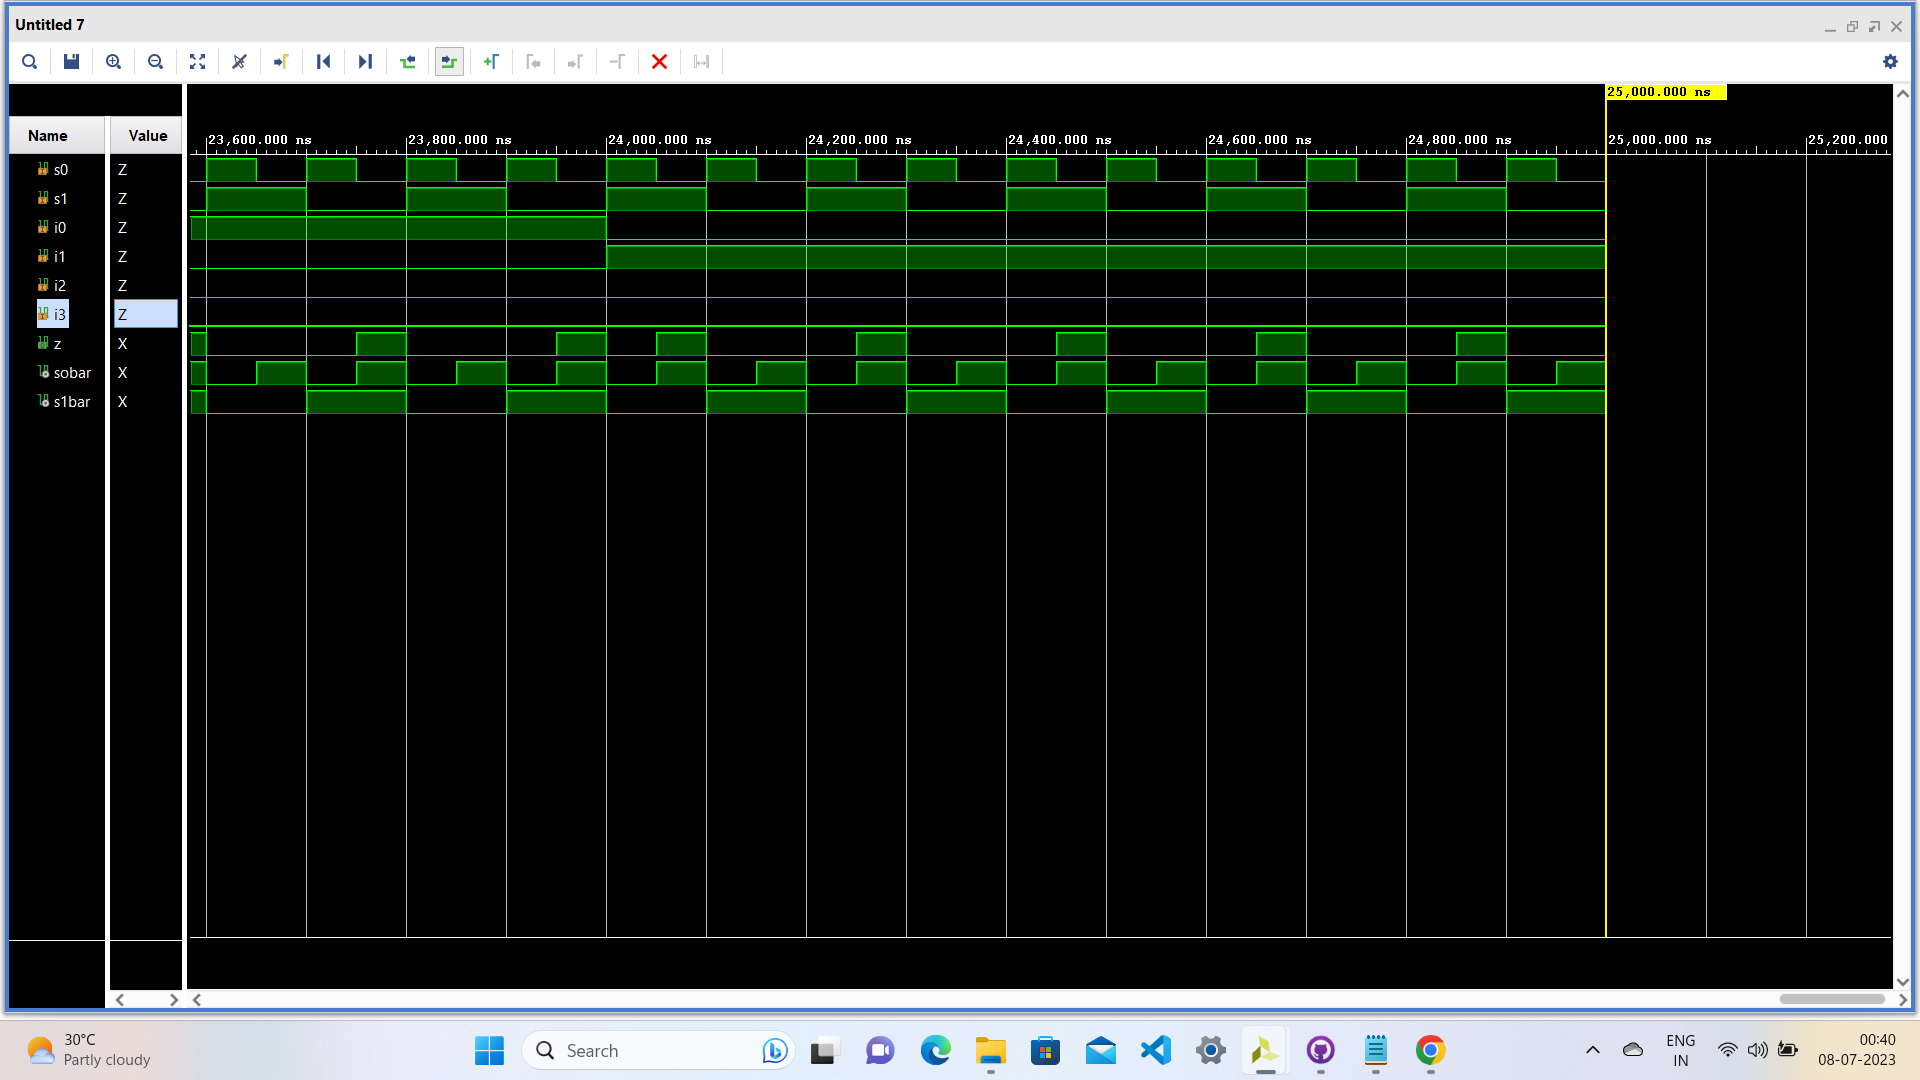 Untitled 7
25,000.000 ns
Name Value
23,600.000 ns 23,800.000 ns 24,000.000 ns 24,200.000 ns 24,400.000 ns 24,600.000 ns 24,800.000 ns 25,000.000 ns 25,200.000
s0 Z
s1 Z
i0 Z
i1 Z
i2 Z
i3 Z
z X
sobar X
s1bar X
30°C
Partly cloudy
Search
ENG
IN
00:40
08-07-2023